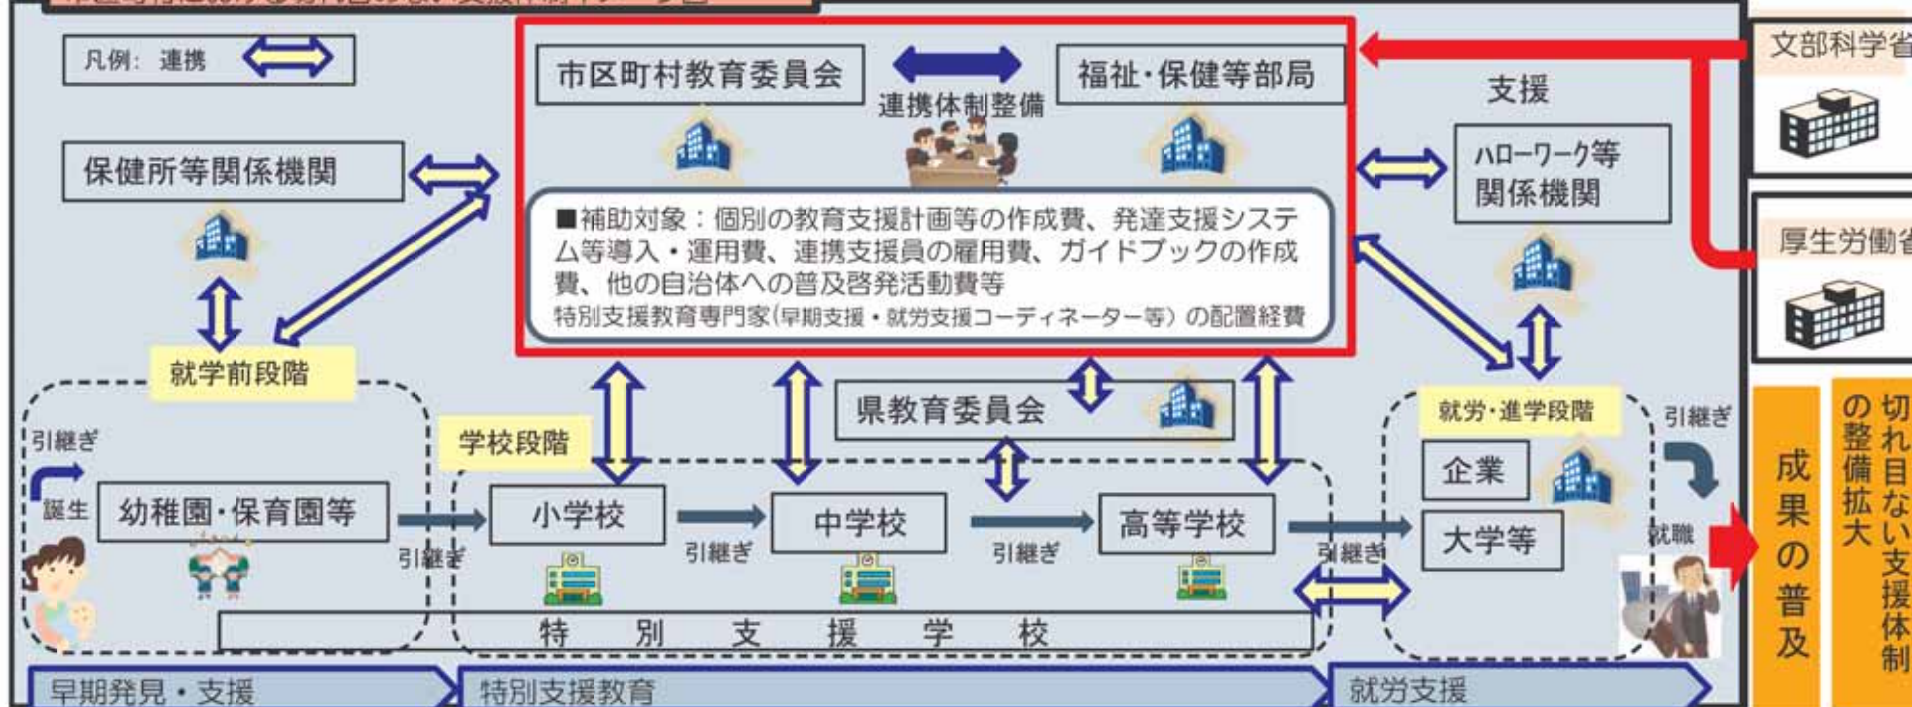 凡例: 連携
市区町村教育委員会
連携体制整備
福祉・保健等部局
支援
文部科学省
保健所等関係機関
ハローワーク等
関係機関
厚生労働省
■補助対象：個別の教育支援計画等の作成費、発達支援システ
ム等導入・運用費、連携支援員の雇用費、ガイドブックの作成
費、他の自治体への普及啓発活動費等
特別支援教育専門家(早期支援・就労支援コーディネーター等）の配置経費
就学前段階
県教育委員会
就労・進学段階
学校段階
引継ぎ
誕生
幼稚園・保育園等
引継ぎ
小学校
引継ぎ
中学校
引継ぎ
高等学校
引継ぎ
企業
大学等
引継ぎ
就職
特別支援学校
早期発見・支援
特別支援教育
就労支援
成果の普及
切れ目ない支援体制
の整備拡大